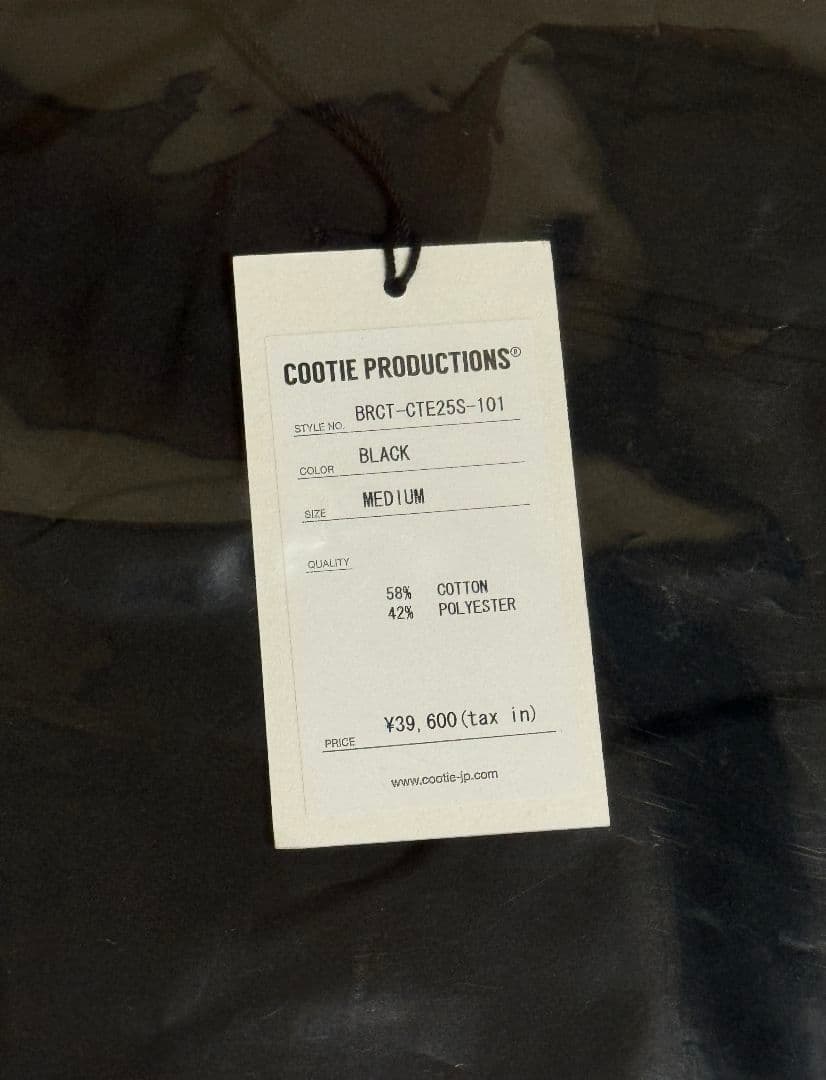 COOTIE PRODUCTIONS®
STYLE NO. BRCT-CTE25S-101
COLOR BLACK
SIZE MEDIUM
QUALITY
58% COTTON
42% POLYESTER
PRICE ¥39,600(tax in)
www.cootie-jp.com